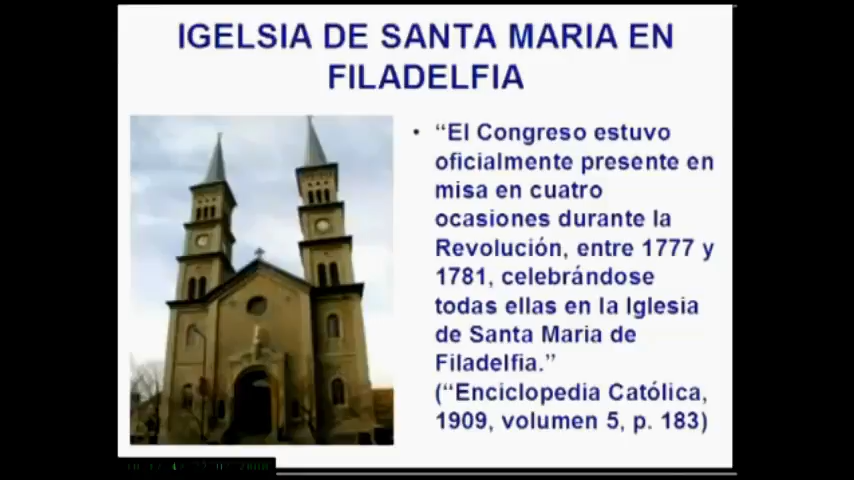 IGELSIA DE SANTA MARIA EN
FILADELFIA
• “El Congreso estuvo
oficialmente presente en
misa en cuatro
ocasiones durante la
Revolución, entre 1777 y
1781, celebrándose
todas ellas en la Iglesia
de Santa Maria de
Filadelfia.”
(“Enciclopedia Católica,
1909, volumen 5, p. 183)